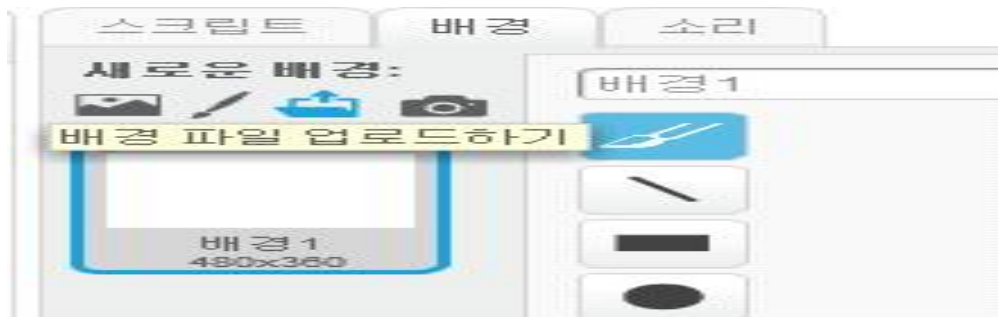 스크립트 배경 소리
새로운 배경:
배경1
배경 파일 업로드하기
배경1
480x360